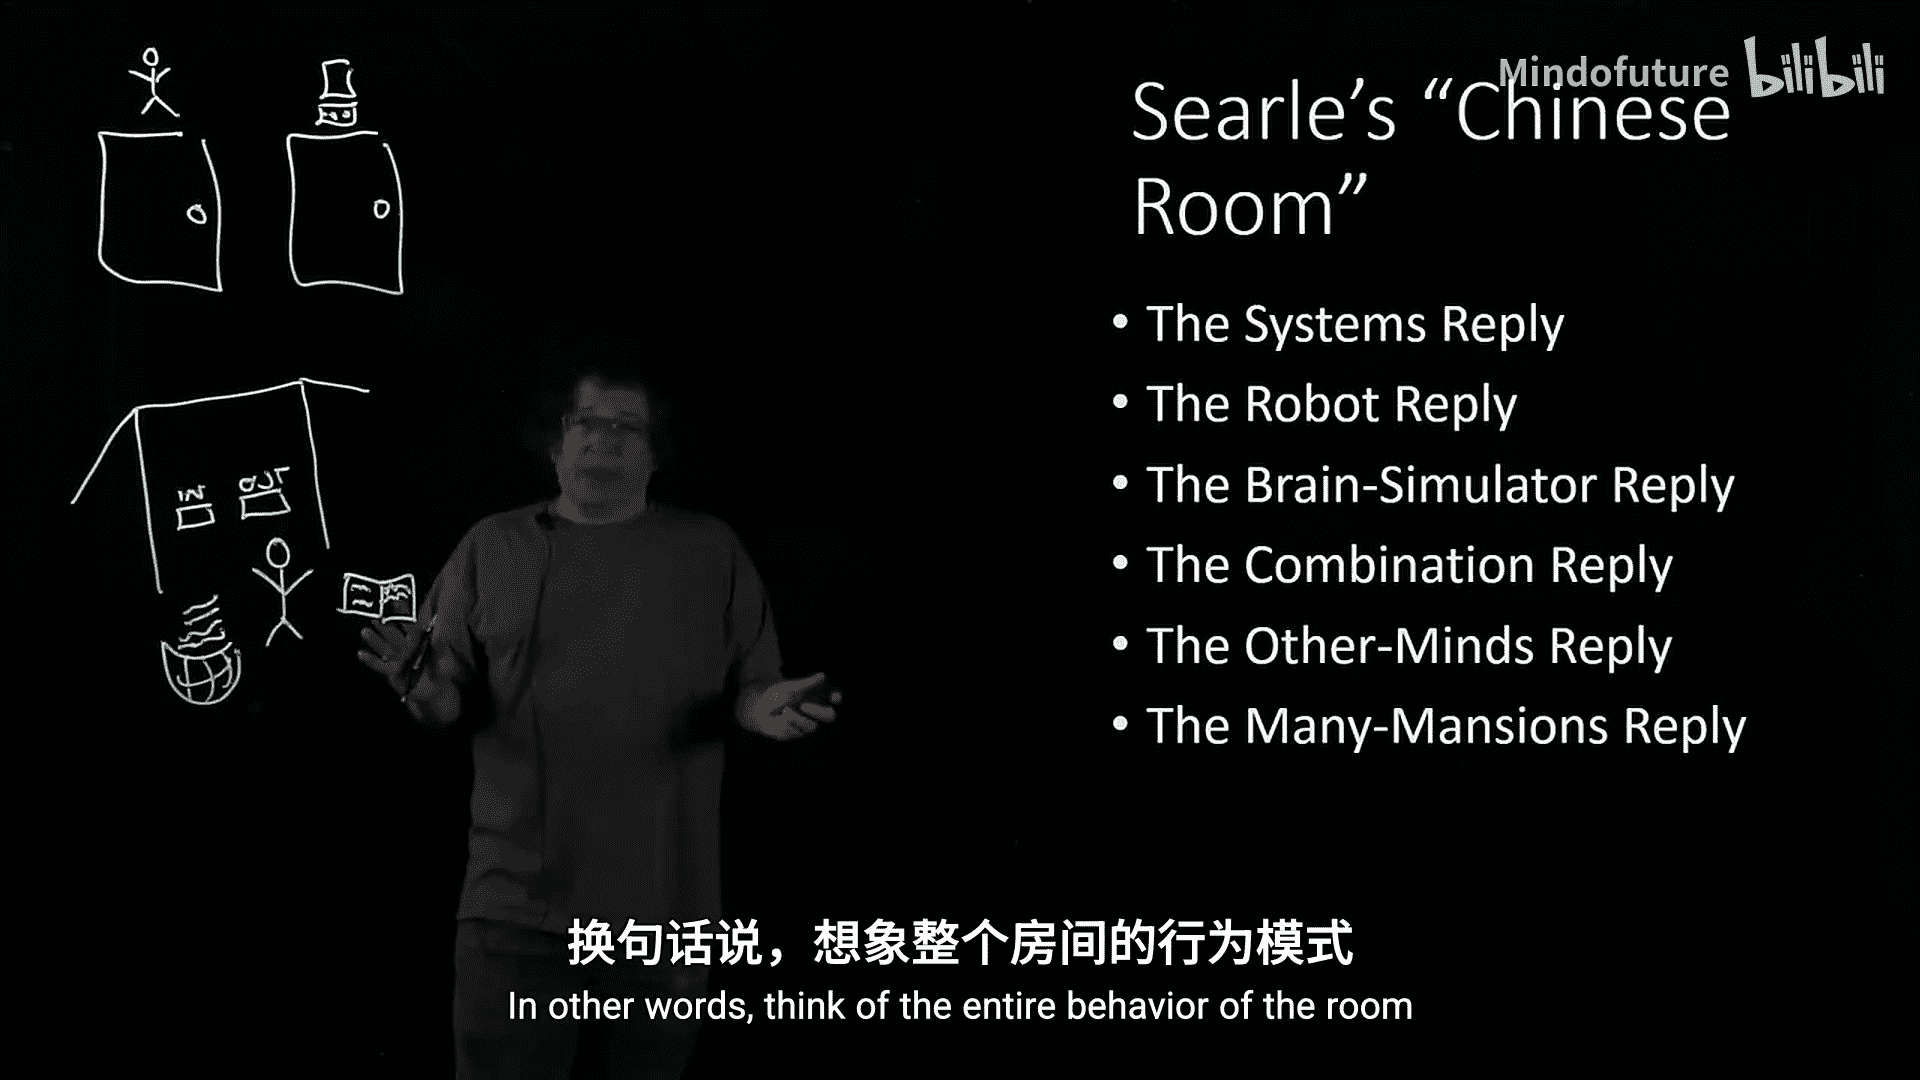 Mindofuture bilibili
Searle’s “Chinese
Room”
• The Systems Reply
• The Robot Reply
• The Brain-Simulator Reply
• The Combination Reply
• The Other-Minds Reply
• The Many-Mansions Reply
IN OUT
换句话说，想象整个房间的行为模式
In other words, think of the entire behavior of the room